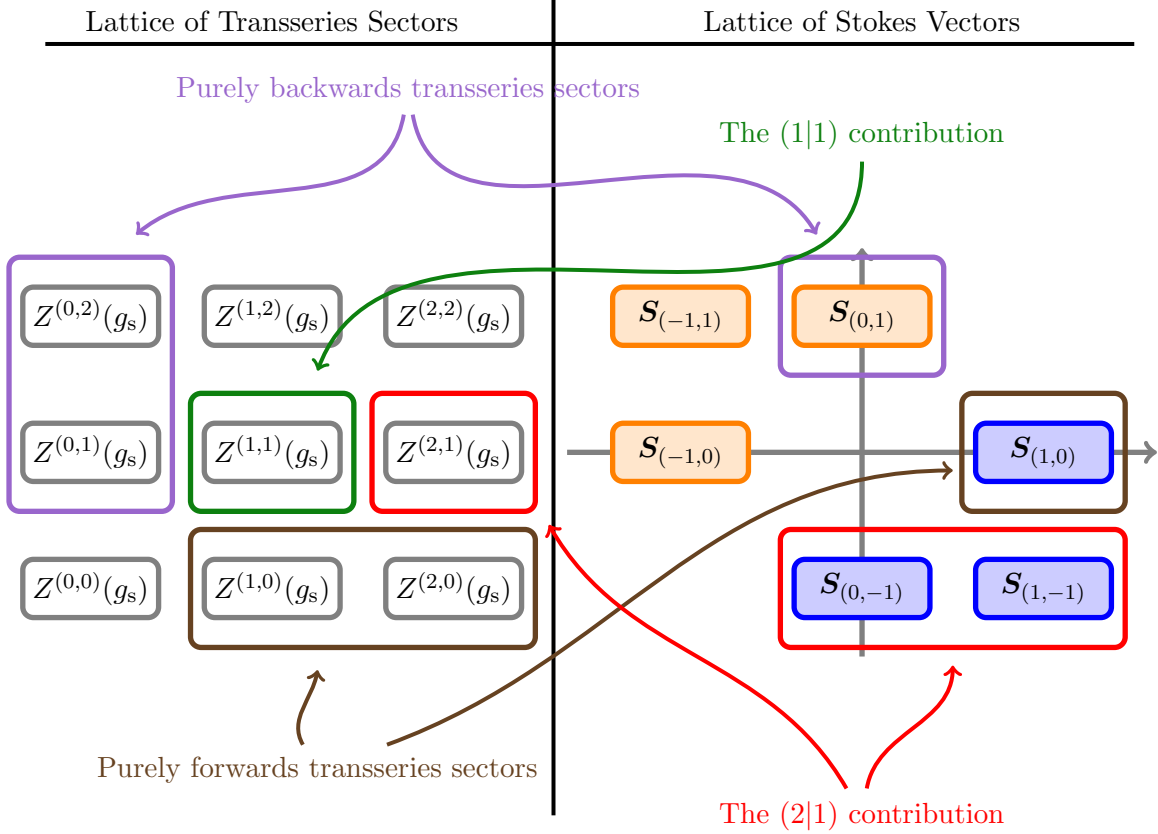 Lattice of Transseries Sectors
Lattice of Stokes Vectors
Purely backwards transseries sectors
The (1|1) contribution
Z^{(0,2)}(g_s) Z^{(1,2)}(g_s) Z^{(2,2)}(g_s) S_{(-1,1)} S_{(0,1)}
Z^{(0,1)}(g_s) Z^{(1,1)}(g_s) Z^{(2,1)}(g_s) S_{(-1,0)} S_{(1,0)}
Z^{(0,0)}(g_s) Z^{(1,0)}(g_s) Z^{(2,0)}(g_s) S_{(0,-1)} S_{(1,-1)}
Purely forwards transseries sectors
The (2|1) contribution